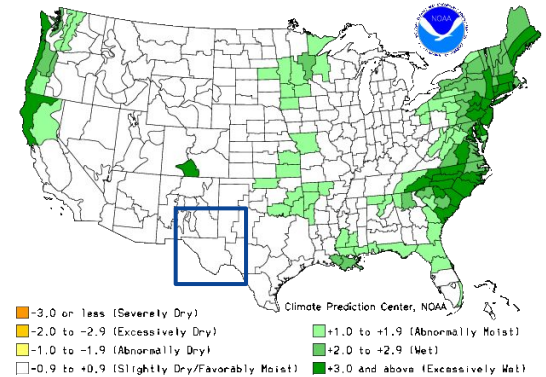 NOAA
Climate Prediction Center, NOAA
-3.0 or less (Severely Dry)
-2.0 to -2.9 (Excessively Dry)
-1.0 to -1.9 (Abnormally Dry)
-0.9 to +0.9 (Slightly Dry/Favorably Moist)
+1.0 to +1.9 (Abnormally Moist)
+2.0 to +2.9 (Wet)
+3.0 and above (Excessively Wet)